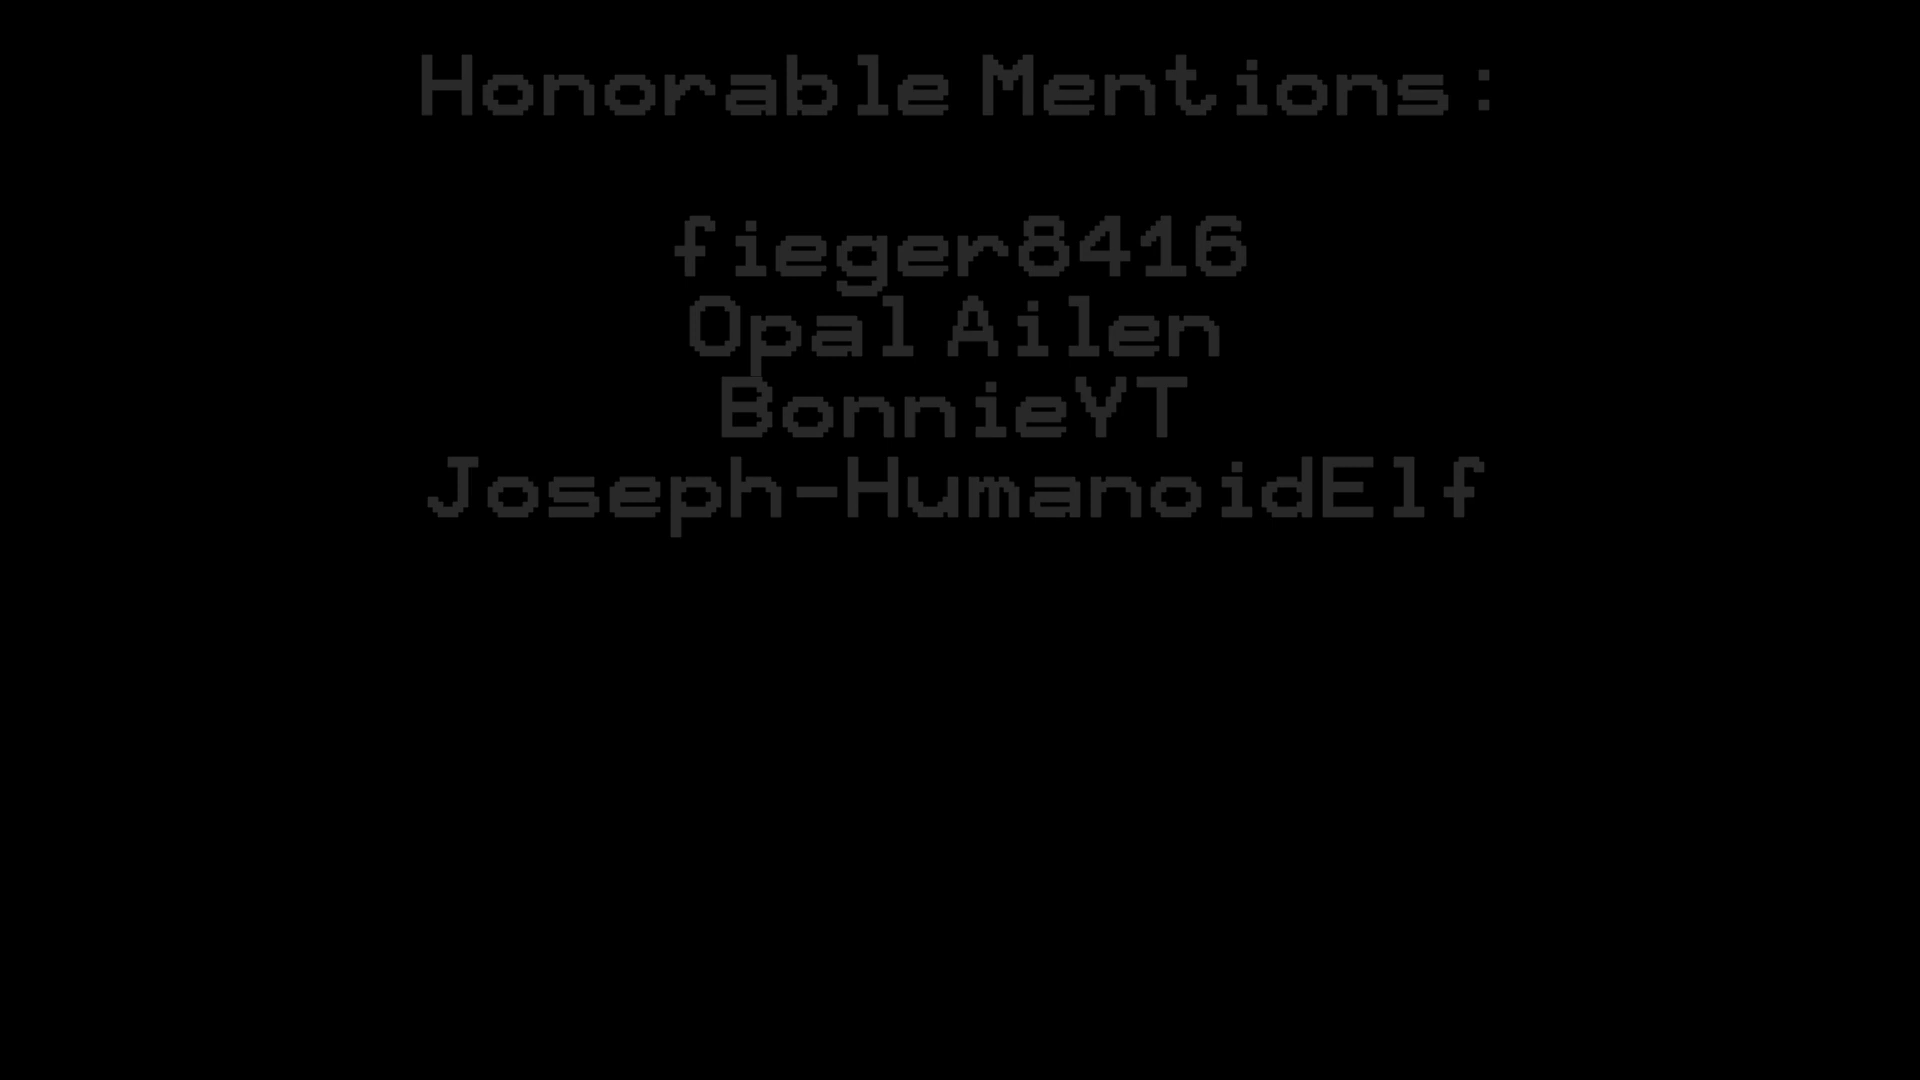 Honorable Mentions:
fieger8416
Opal Ailen
BonnieYT
Joseph-HumanoidElf